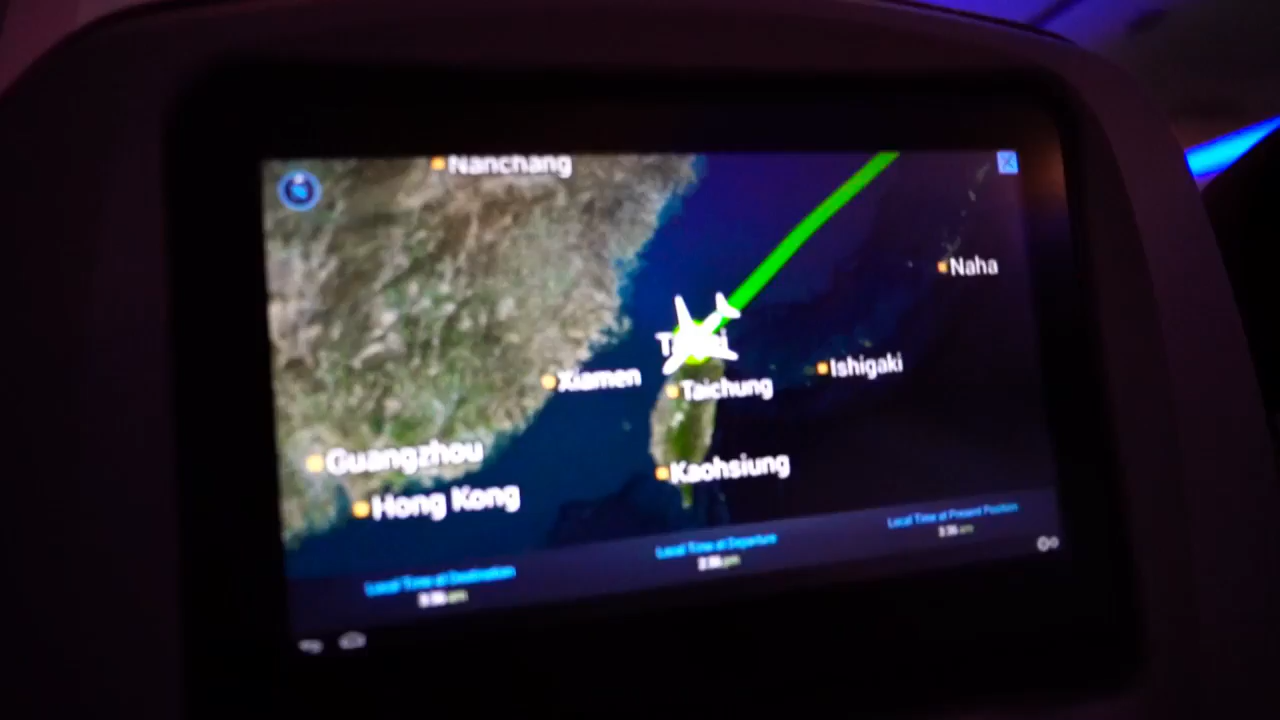 Nanchang
Naha
Ishigaki
Xiamen
Taichung
Guangzhou
Kaohsiung
Hong Kong
Local Time at Present Position
Local Time at Departure
Local Time at Destination